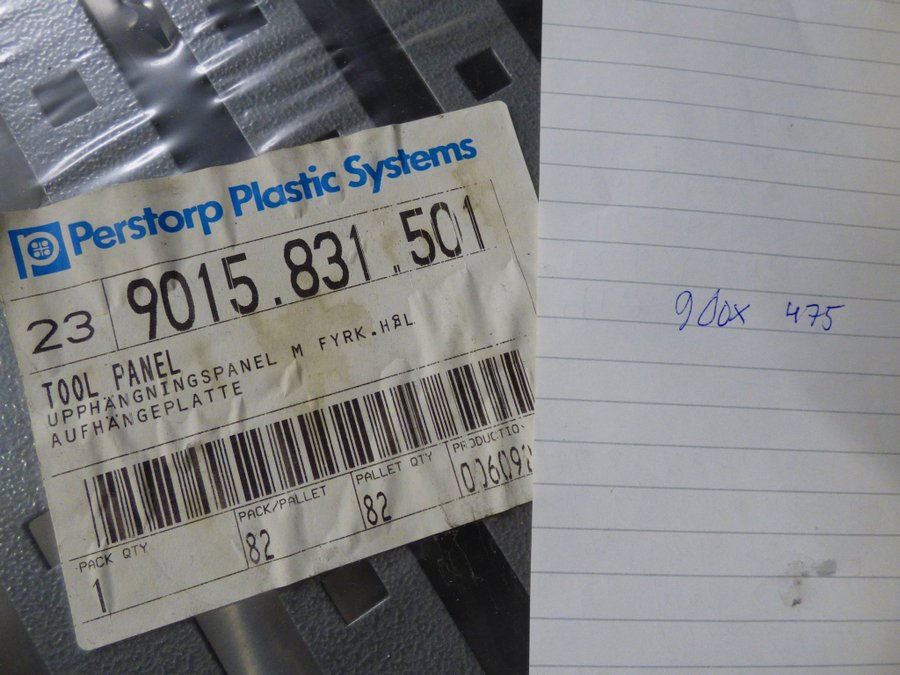 Perstorp Plastic Systems
23 9015.831.501
TOOL PANEL
UPPHÄNGNINGSPANEL M FYRK.HÅL
AUFHÄNGEPLATTE
PACK QTY
1
PACK/PALLET
82
PALLET QTY
82
900x 475